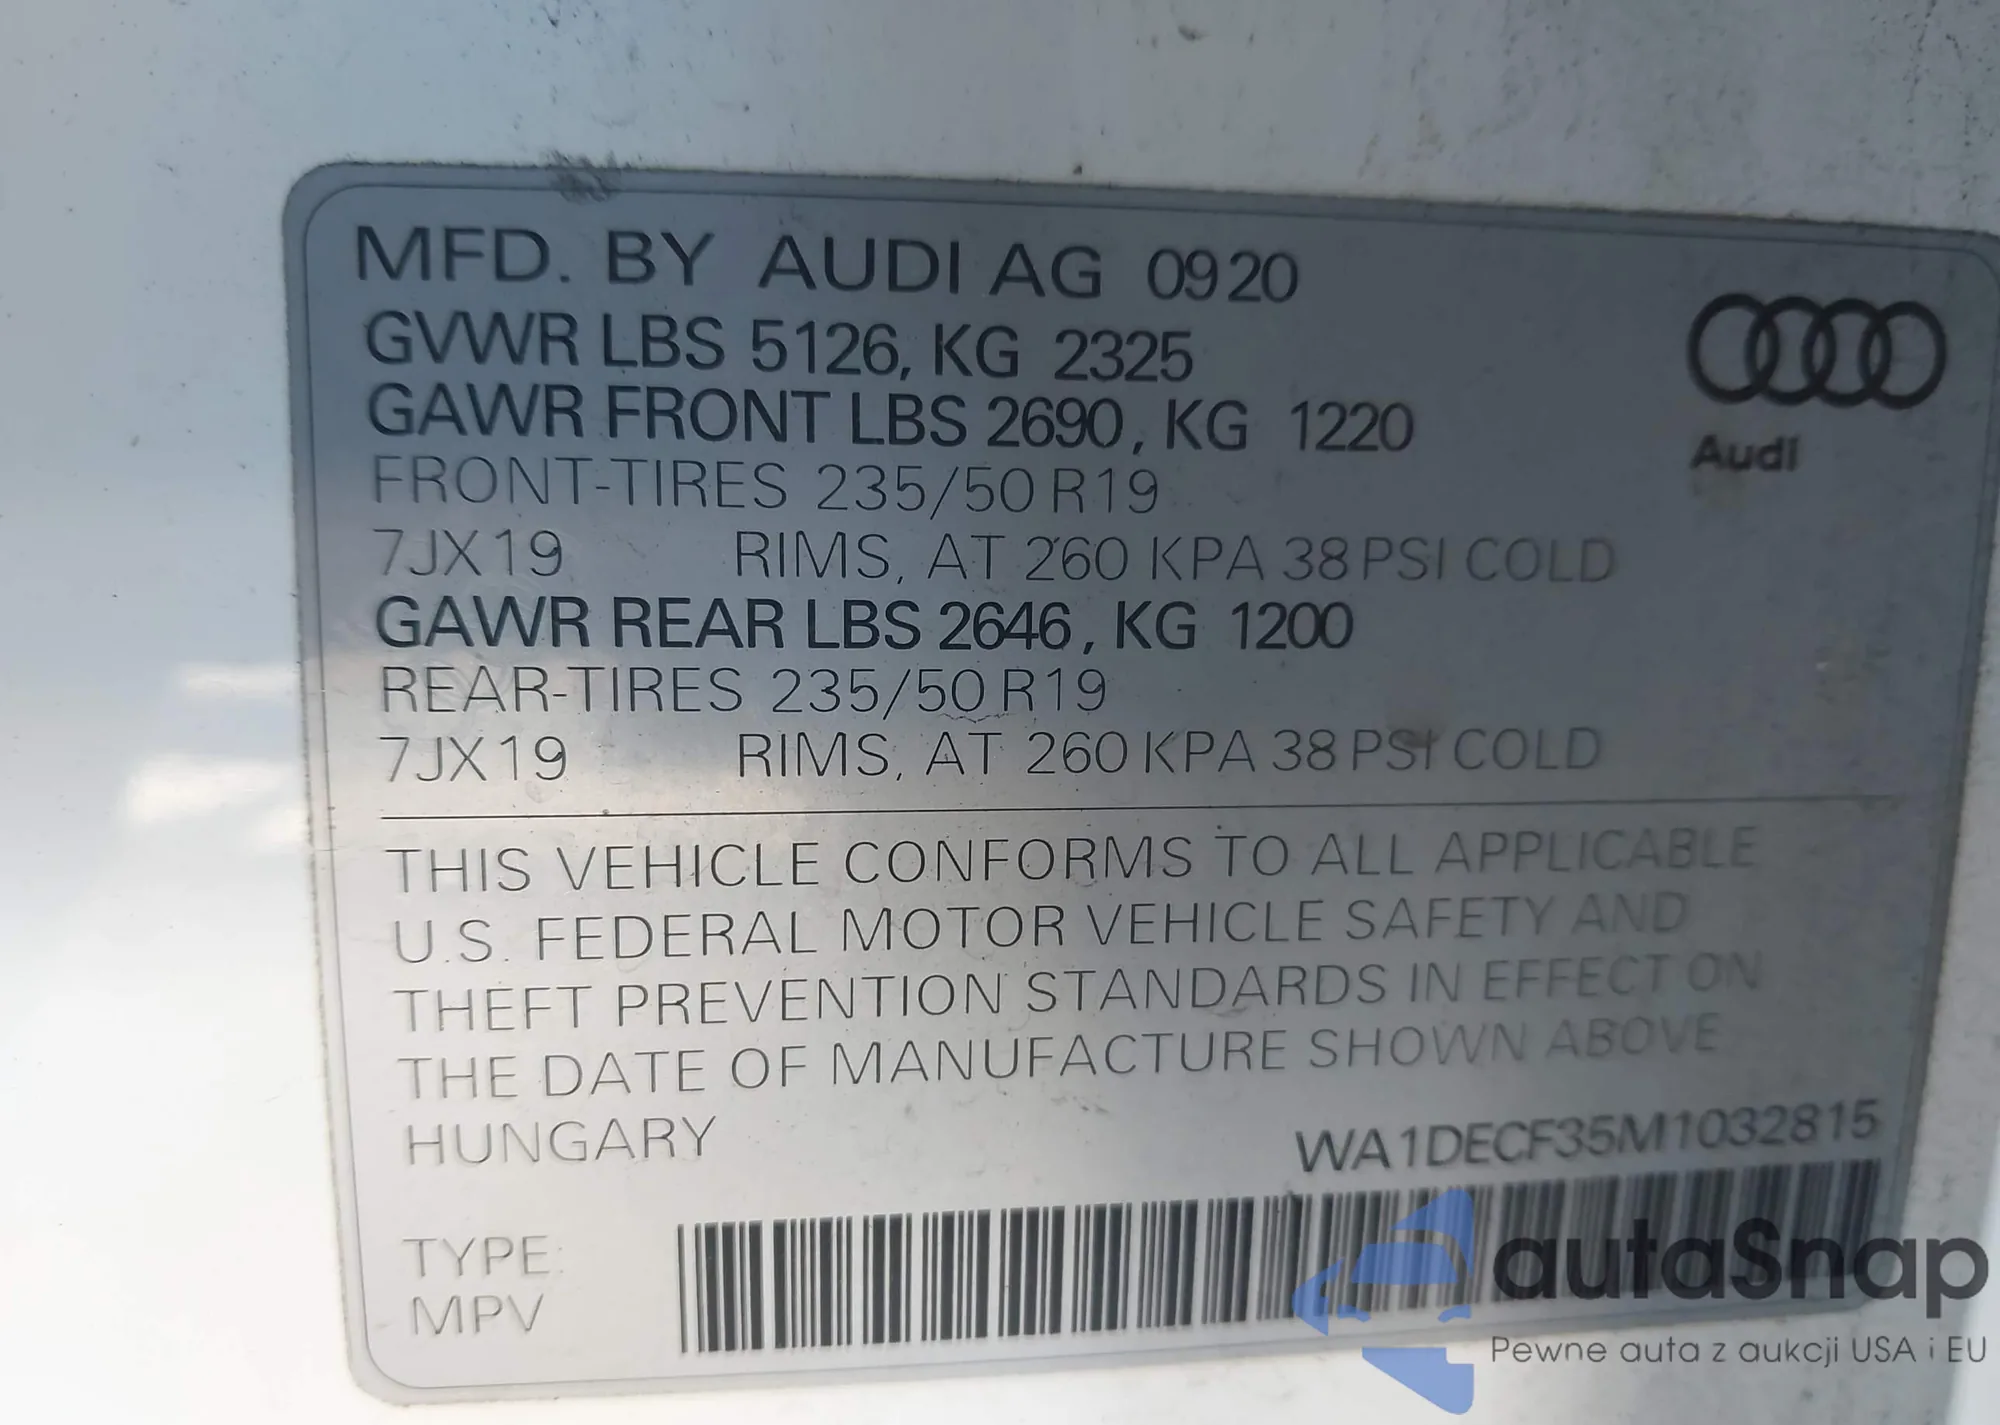 MFD. BY AUDI AG 0920
GVWR LBS 5126, KG 2325
GAWR FRONT LBS 2690, KG 1220
FRONT-TIRES 235/50 R19
7JX19 RIMS, AT 260 KPA 38 PSI COLD
GAWR REAR LBS 2646, KG 1200
REAR-TIRES 235/50 R19
7JX19 RIMS, AT 260 KPA 38 PSI COLD
Audi
THIS VEHICLE CONFORMS TO ALL APPLICABLE
U.S. FEDERAL MOTOR VEHICLE SAFETY AND
THEFT PREVENTION STANDARDS IN EFFECT ON
THE DATE OF MANUFACTURE SHOWN ABOVE
HUNGARY WA1DECF35M1032815
TYPE:
MPV
autaSnap
Pewne auta z aukcji USA i EU